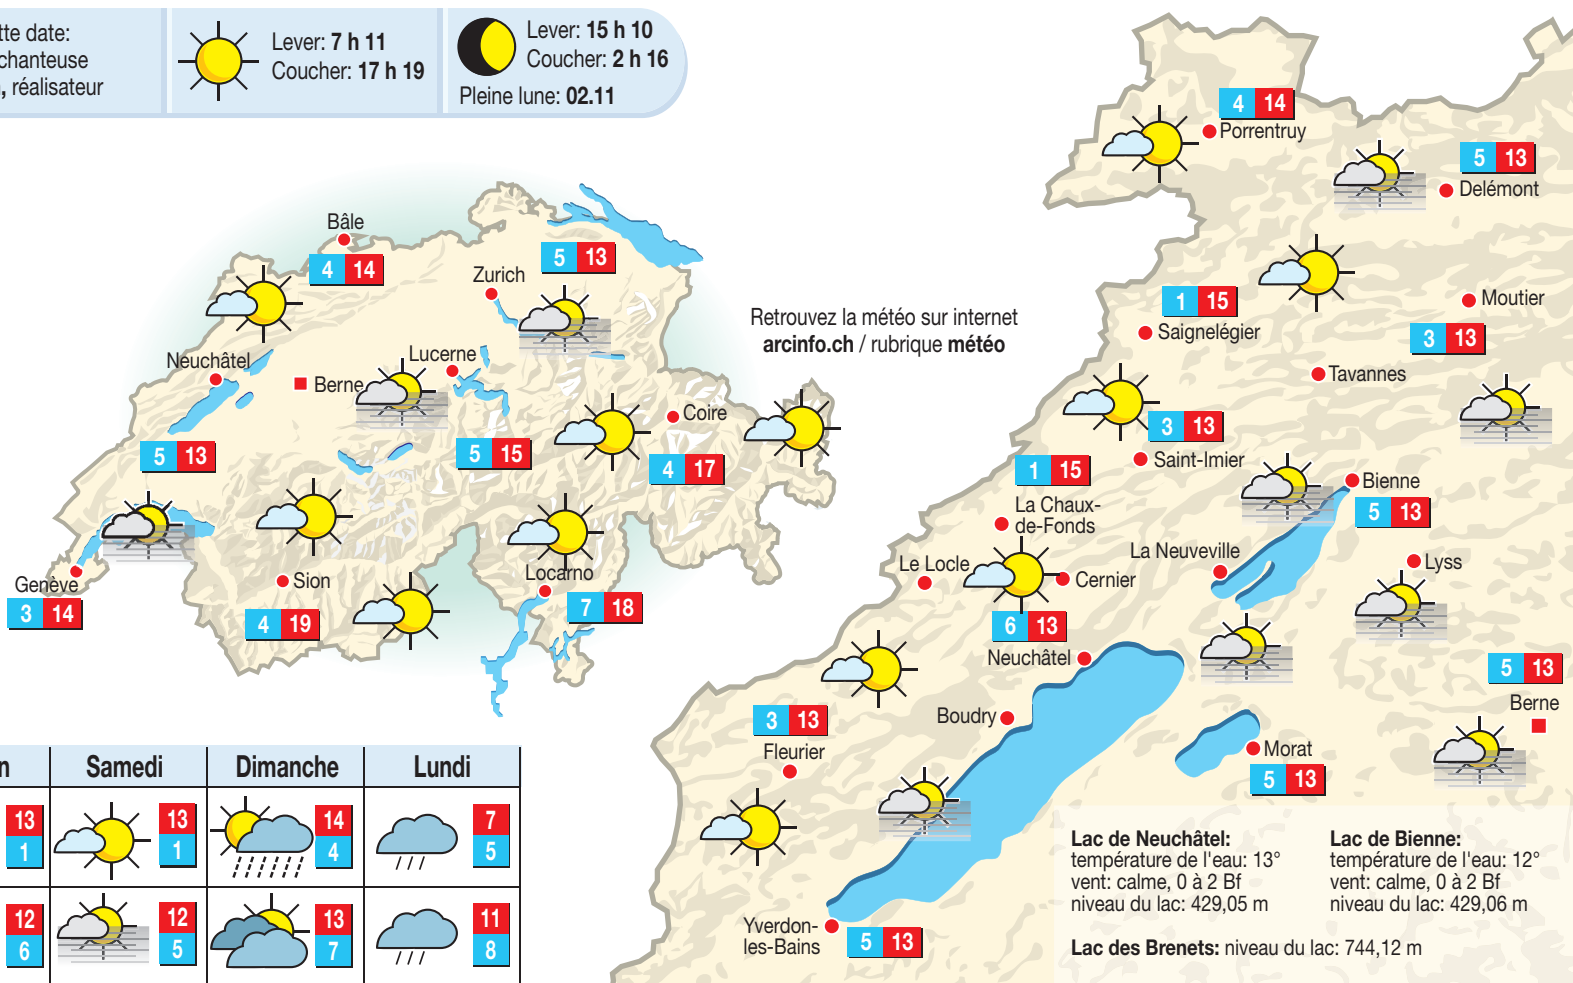 tte date:
chanteuse
, réalisateur
Lever: 7 h 11
Coucher: 17 h 19
Lever: 15 h 10
Coucher: 2 h 16
Pleine lune: 02.11
Bâle
4 14
Zurich
5 13
Neuchâtel
Berne
Lucerne
Coire
5 13
5 15
4 17
Genève
3 14
Sion
4 19
Locarno
7 18
Retrouvez la météo sur internet
arcinfo.ch / rubrique météo
4 14
Porrentruy
5 13
Delémont
1 15
Saignelégier
Moutier
3 13
Tavannes
3 13
Saint-Imier
1 15
La Chaux-
de-Fonds
Bienne
5 13
Le Locle
Cernier
La Neuveville
Lyss
6 13
Neuchâtel
5 13
Berne
3 13
Fleurier
Boudry
Morat
5 13
Yverdon-
les-Bains
5 13
n
Samedi
Dimanche
Lundi
13
1
13
1
14
4
7
5
12
6
12
5
13
7
11
8
Lac de Neuchâtel:
température de l'eau: 13°
vent: calme, 0 à 2 Bf
niveau du lac: 429,05 m
Lac de Bienne:
température de l'eau: 12°
vent: calme, 0 à 2 Bf
niveau du lac: 429,06 m
Lac des Brenets: niveau du lac: 744,12 m